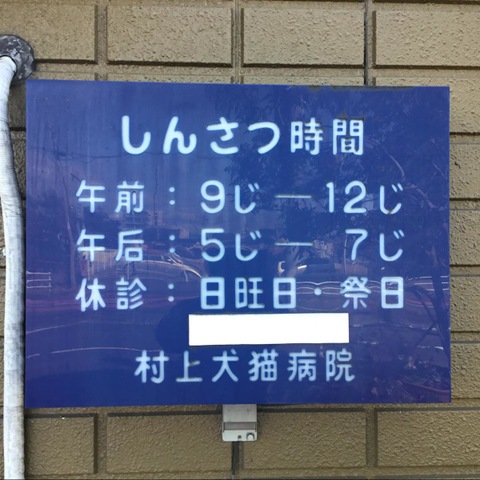 しんさつ時間
午前：9じ ― 12じ
午后：5じ ― 7じ
休診：日旺日・祭日
村上犬猫病院